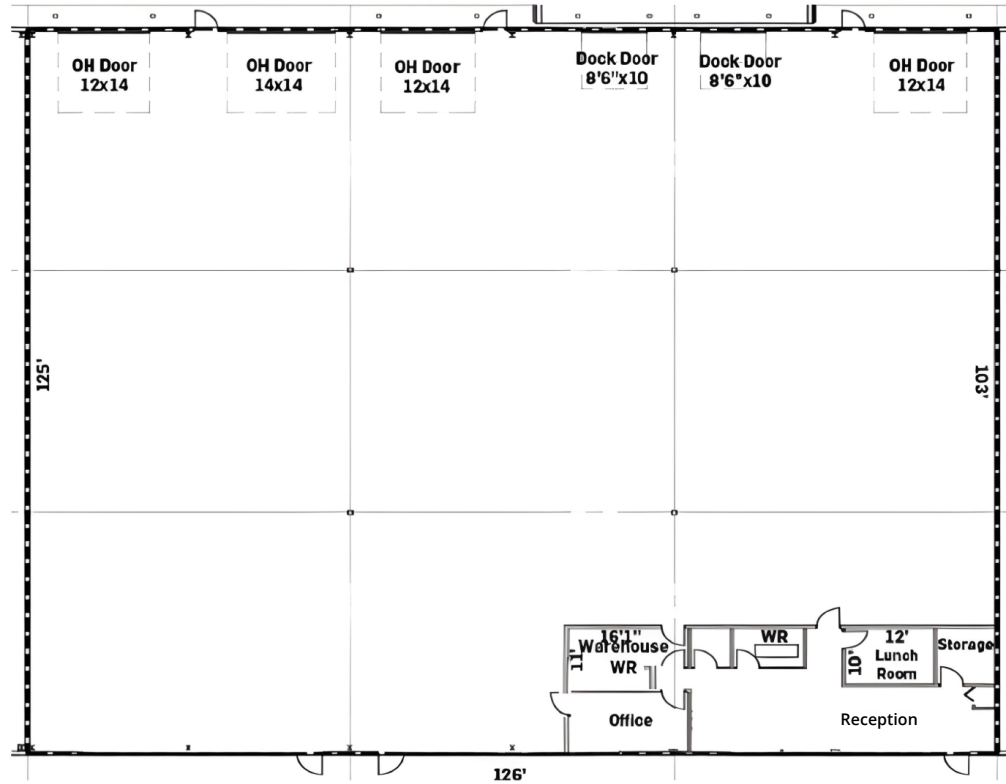 OH Door
12x14
OH Door
14x14
OH Door
12x14
Dock Door
8'6"x10
Dock Door
8'6"x10
OH Door
12x14
125'
103'
16'1"
11'
Warehouse
WR
WR
12'
10'
Lunch
Room
Storage
Office
Reception
126'